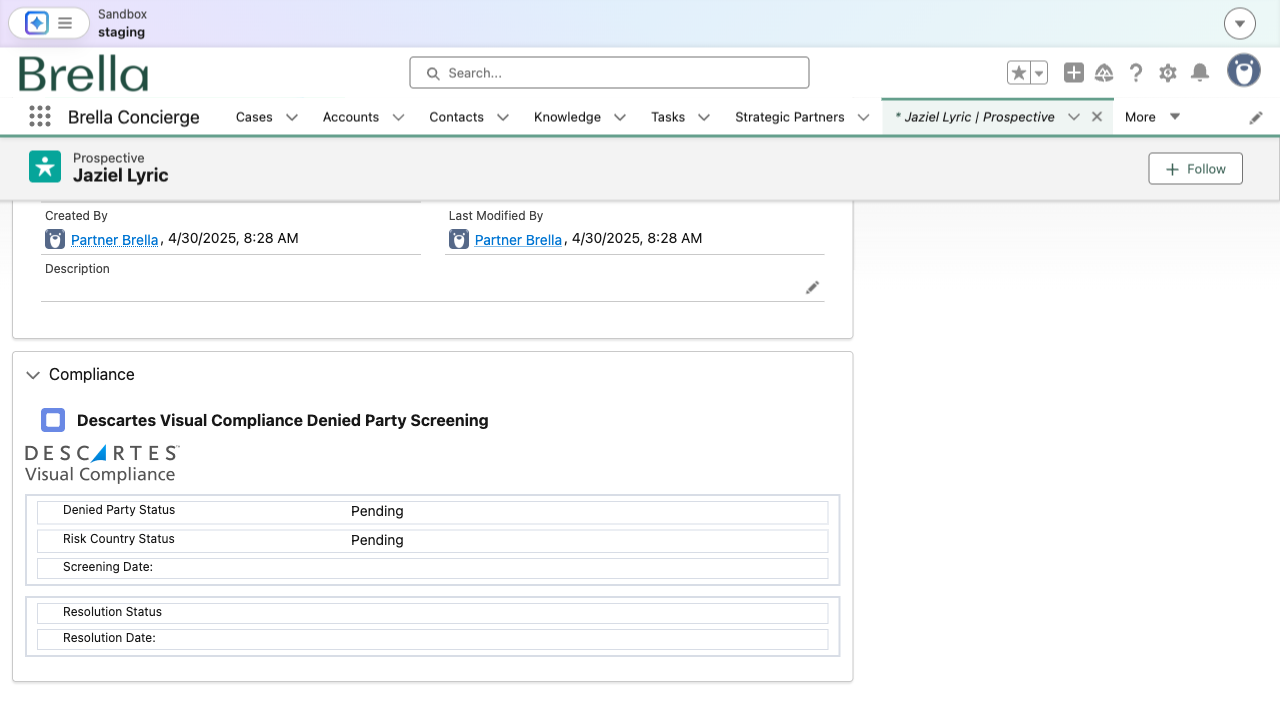 Sandbox
staging
Brella
Search...
Brella Concierge
Cases
Accounts
Contacts
Knowledge
Tasks
Strategic Partners
* Jaziel Lyric | Prospective
More
Prospective
Jaziel Lyric
Follow
Created By
Last Modified By
Partner Brella, 4/30/2025, 8:28 AM
Partner Brella, 4/30/2025, 8:28 AM
Description
Compliance
Descartes Visual Compliance Denied Party Screening
DESCARTES™
Visual Compliance
Denied Party Status Pending
Risk Country Status Pending
Screening Date:
Resolution Status
Resolution Date: